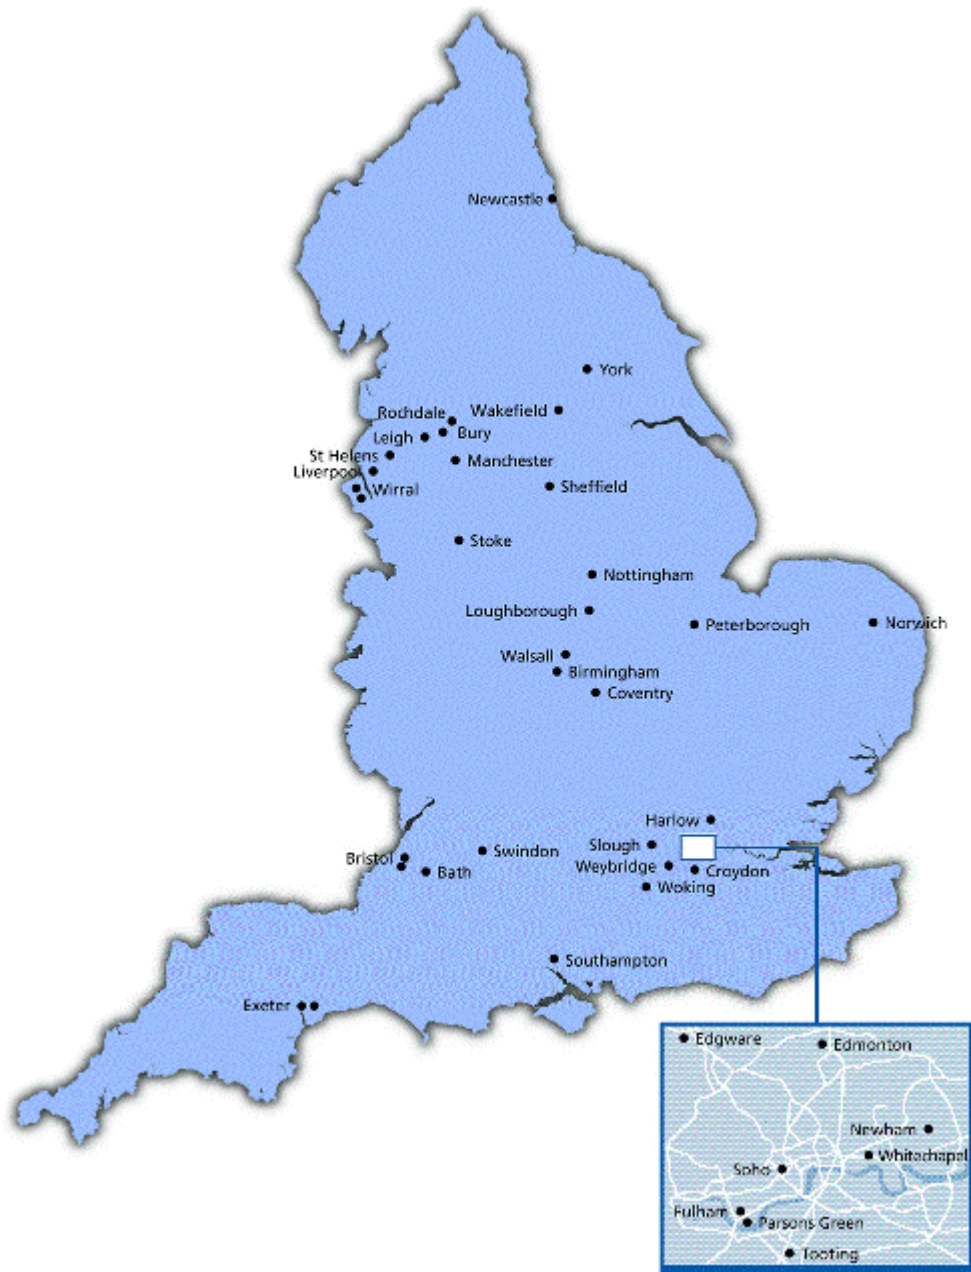 Newcastle
York
Rochdale
Wakefield
Leigh
Bury
St Helens
Manchester
Liverpool
Wirral
Sheffield
Stoke
Nottingham
Loughborough
Peterborough
Norwich
Walsall
Birmingham
Coventry
Harlow
Slough
Swindon
Bristol
Weybridge
Bath
Croydon
Woking
Southampton
Exeter
Edgware
Edmonton
Newham
Whitechapel
Soho
Fulham
Parsons Green
Tooting